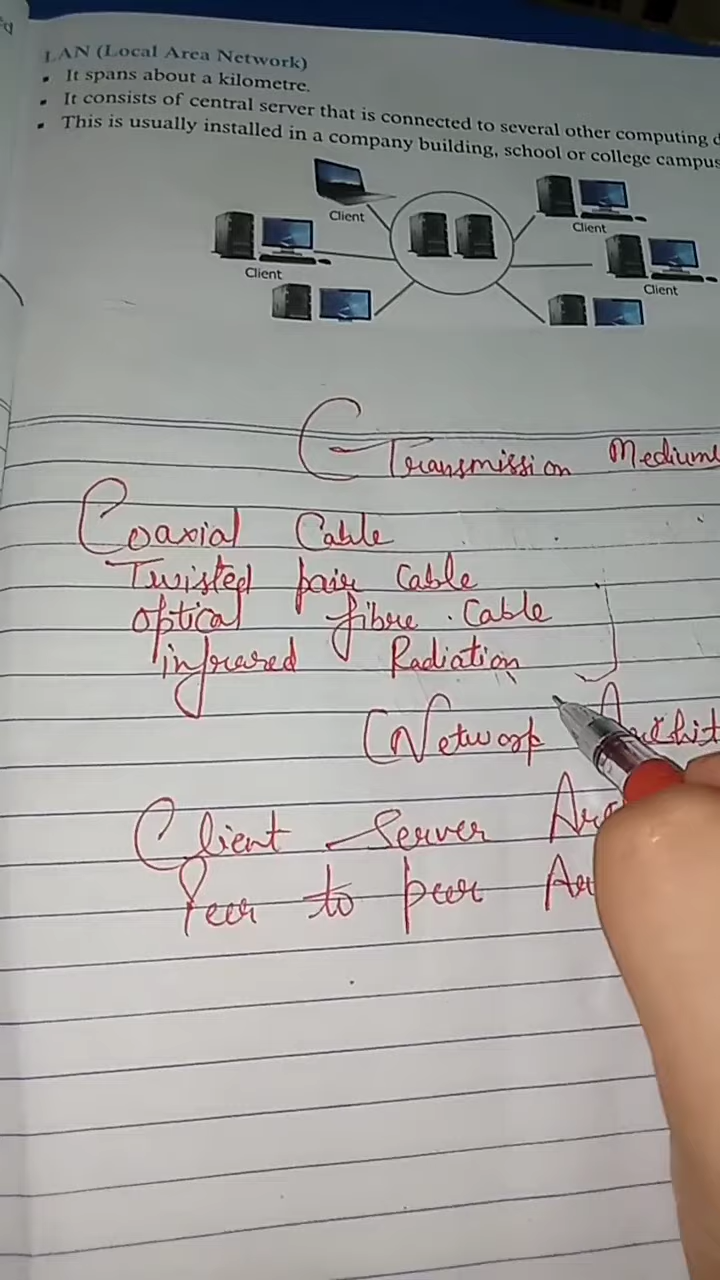 LAN (Local Area Network)
• It spans about a kilometre.
• It consists of central server that is connected to several other computing
• This is usually installed in a company building, school or college campus
Client
Client
Client
Client
Transmission Mediums
Coaxial Cable
Twisted pair Cable
optical fibre Cable
infrared Radiation
Network
Client Server
Peer to peer